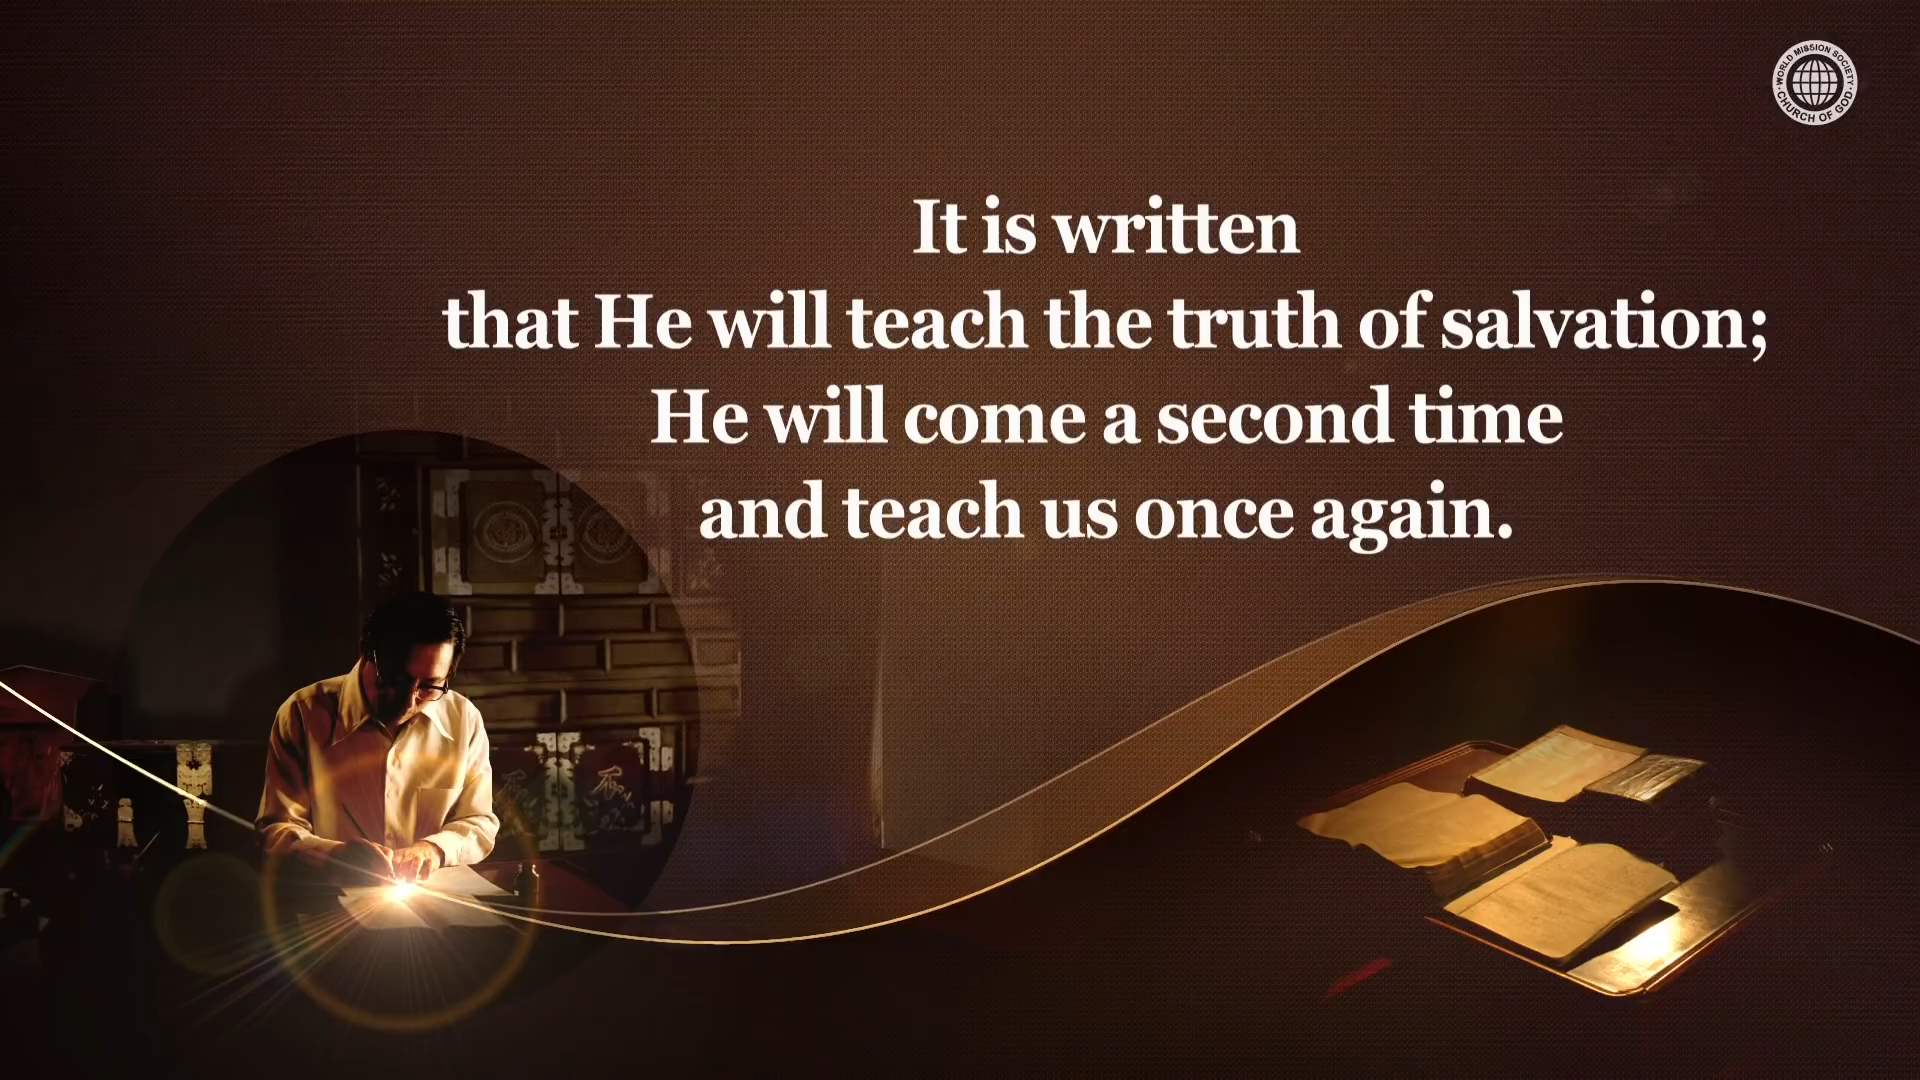 WORLD MISSION SOCIETY
CHURCH OF GOD
It is written
that He will teach the truth of salvation;
He will come a second time
and teach us once again.